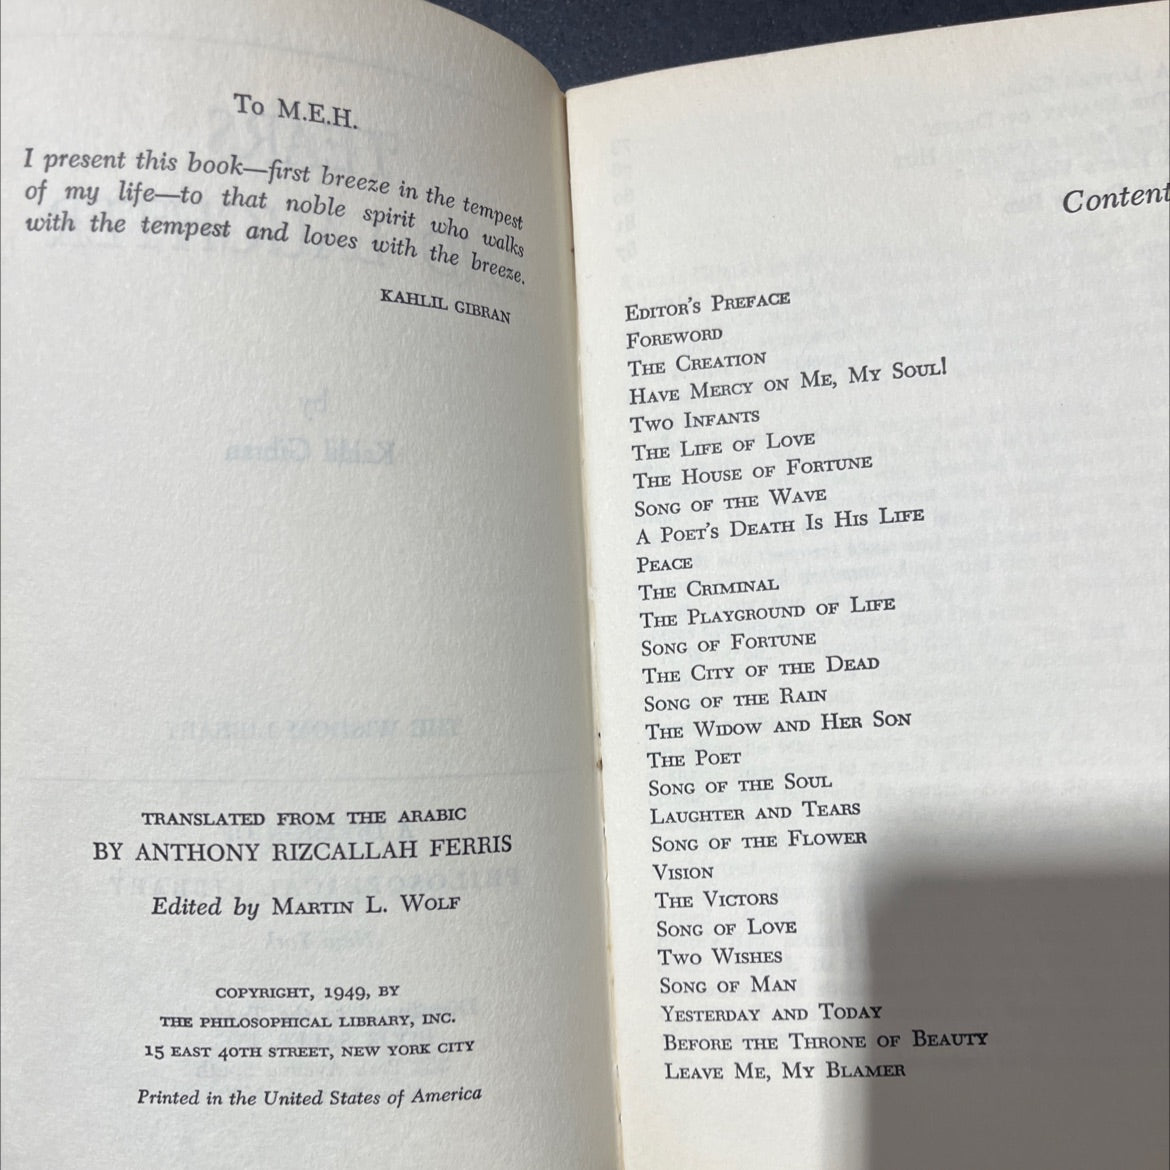 To M.E.H.
I present this book—first breeze in the tempest
of my life—to that noble spirit who walks
with the tempest and loves with the breeze.
KAHLIL GIBRAN
TRANSLATED FROM THE ARABIC
BY ANTHONY RIZCALLAH FERRIS
Edited by MARTIN L. WOLF
COPYRIGHT, 1949, BY
THE PHILOSOPHICAL LIBRARY, INC.
15 EAST 40TH STREET, NEW YORK CITY
Printed in the United States of America
Content
EDITOR'S PREFACE
FOREWORD
THE CREATION
HAVE MERCY ON ME, MY SOUL!
TWO INFANTS
THE LIFE OF LOVE
THE HOUSE OF FORTUNE
SONG OF THE WAVE
A POET'S DEATH IS HIS LIFE
PEACE
THE CRIMINAL
THE PLAYGROUND OF LIFE
SONG OF FORTUNE
THE CITY OF THE DEAD
SONG OF THE RAIN
THE WIDOW AND HER SON
THE POET
SONG OF THE SOUL
LAUGHTER AND TEARS
SONG OF THE FLOWER
VISION
THE VICTORS
SONG OF LOVE
TWO WISHES
SONG OF MAN
YESTERDAY AND TODAY
BEFORE THE THRONE OF BEAUTY
LEAVE ME, MY BLAMER